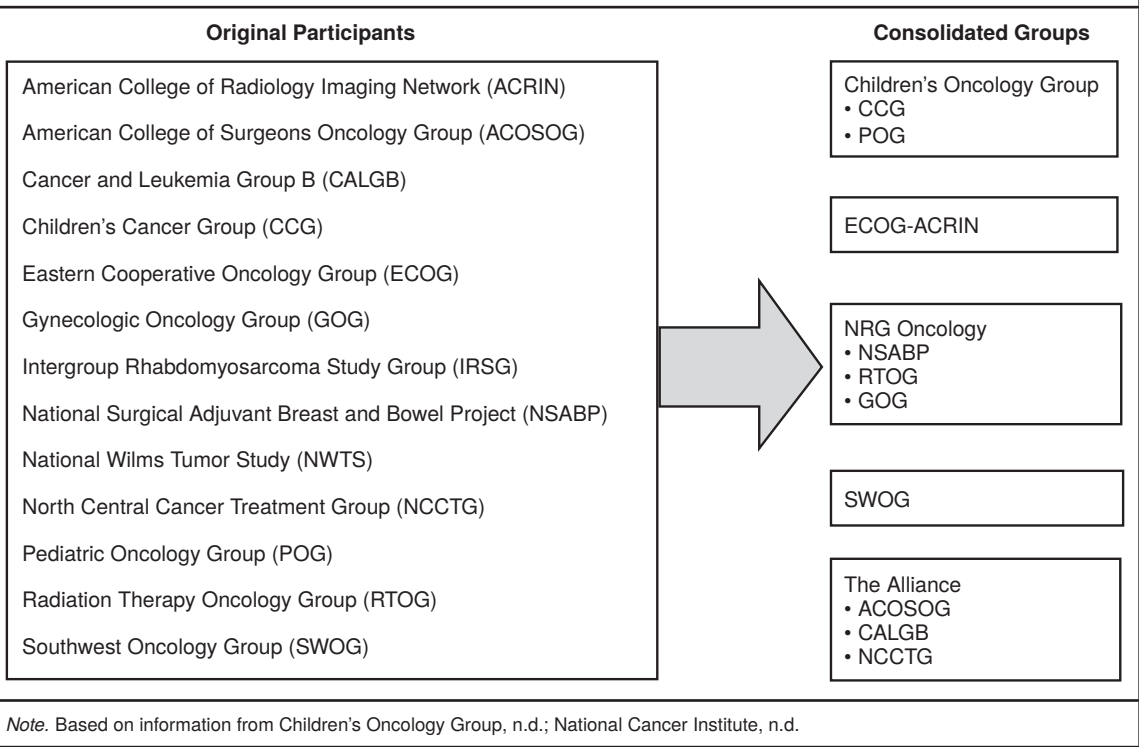 Original Participants
American College of Radiology Imaging Network (ACRIN)
American College of Surgeons Oncology Group (ACOSOG)
Cancer and Leukemia Group B (CALGB)
Children’s Cancer Group (CCG)
Eastern Cooperative Oncology Group (ECOG)
Gynecologic Oncology Group (GOG)
Intergroup Rhabdomyosarcoma Study Group (IRSG)
National Surgical Adjuvant Breast and Bowel Project (NSABP)
National Wilms Tumor Study (NWTS)
North Central Cancer Treatment Group (NCCTG)
Pediatric Oncology Group (POG)
Radiation Therapy Oncology Group (RTOG)
Southwest Oncology Group (SWOG)
Consolidated Groups
Children’s Oncology Group
• CCG
• POG
ECOG-ACRIN
NRG Oncology
• NSABP
• RTOG
• GOG
SWOG
The Alliance
• ACOSOG
• CALGB
• NCCTG
Note. Based on information from Children’s Oncology Group, n.d.; National Cancer Institute, n.d.